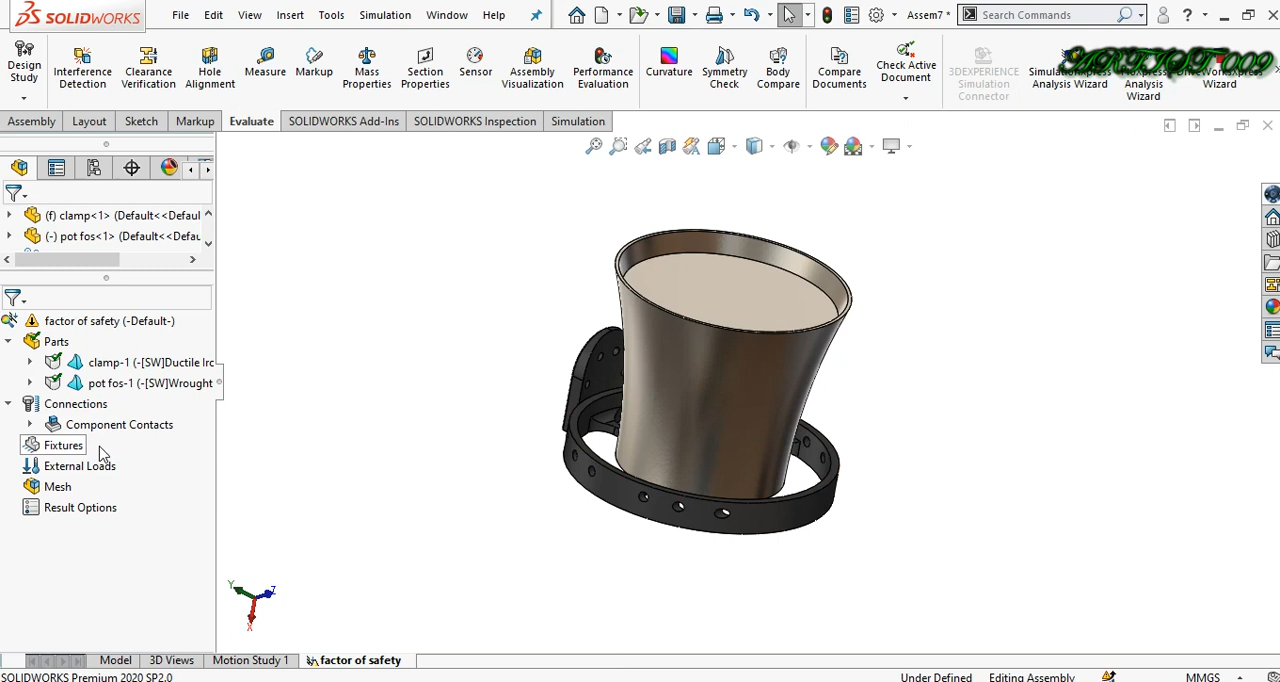 SOLIDWORKS File Edit View Insert Tools Simulation Window Help Assem7 * Search Commands ?
Design Study Interference Detection Clearance Verification Hole Alignment Measure Markup Mass Properties Section Properties Sensor Assembly Visualization Performance Evaluation Curvature Symmetry Check Body Compare Compare Documents Check Active Document 3DEXPERIENCE Simulation Connector Analysis Wizard Analysis Wizard Wizard
ARTIST 009
Assembly Layout Sketch Markup Evaluate SOLIDWORKS Add-Ins SOLIDWORKS Inspection Simulation
(f) clamp<1> (Default<<Defaul
(-) pot fos<1> (Default<<Defau
factor of safety (-Default-)
Parts
clamp-1 (-[SW]Ductile Irc
pot fos-1 (-[SW]Wrought
Connections
Component Contacts
Fixtures
External Loads
Mesh
Result Options
Y Z
X
Model 3D Views Motion Study 1 factor of safety
SOLIDWORKS Premium 2020 SP2.0 Under Defined Editing Assembly MMGS